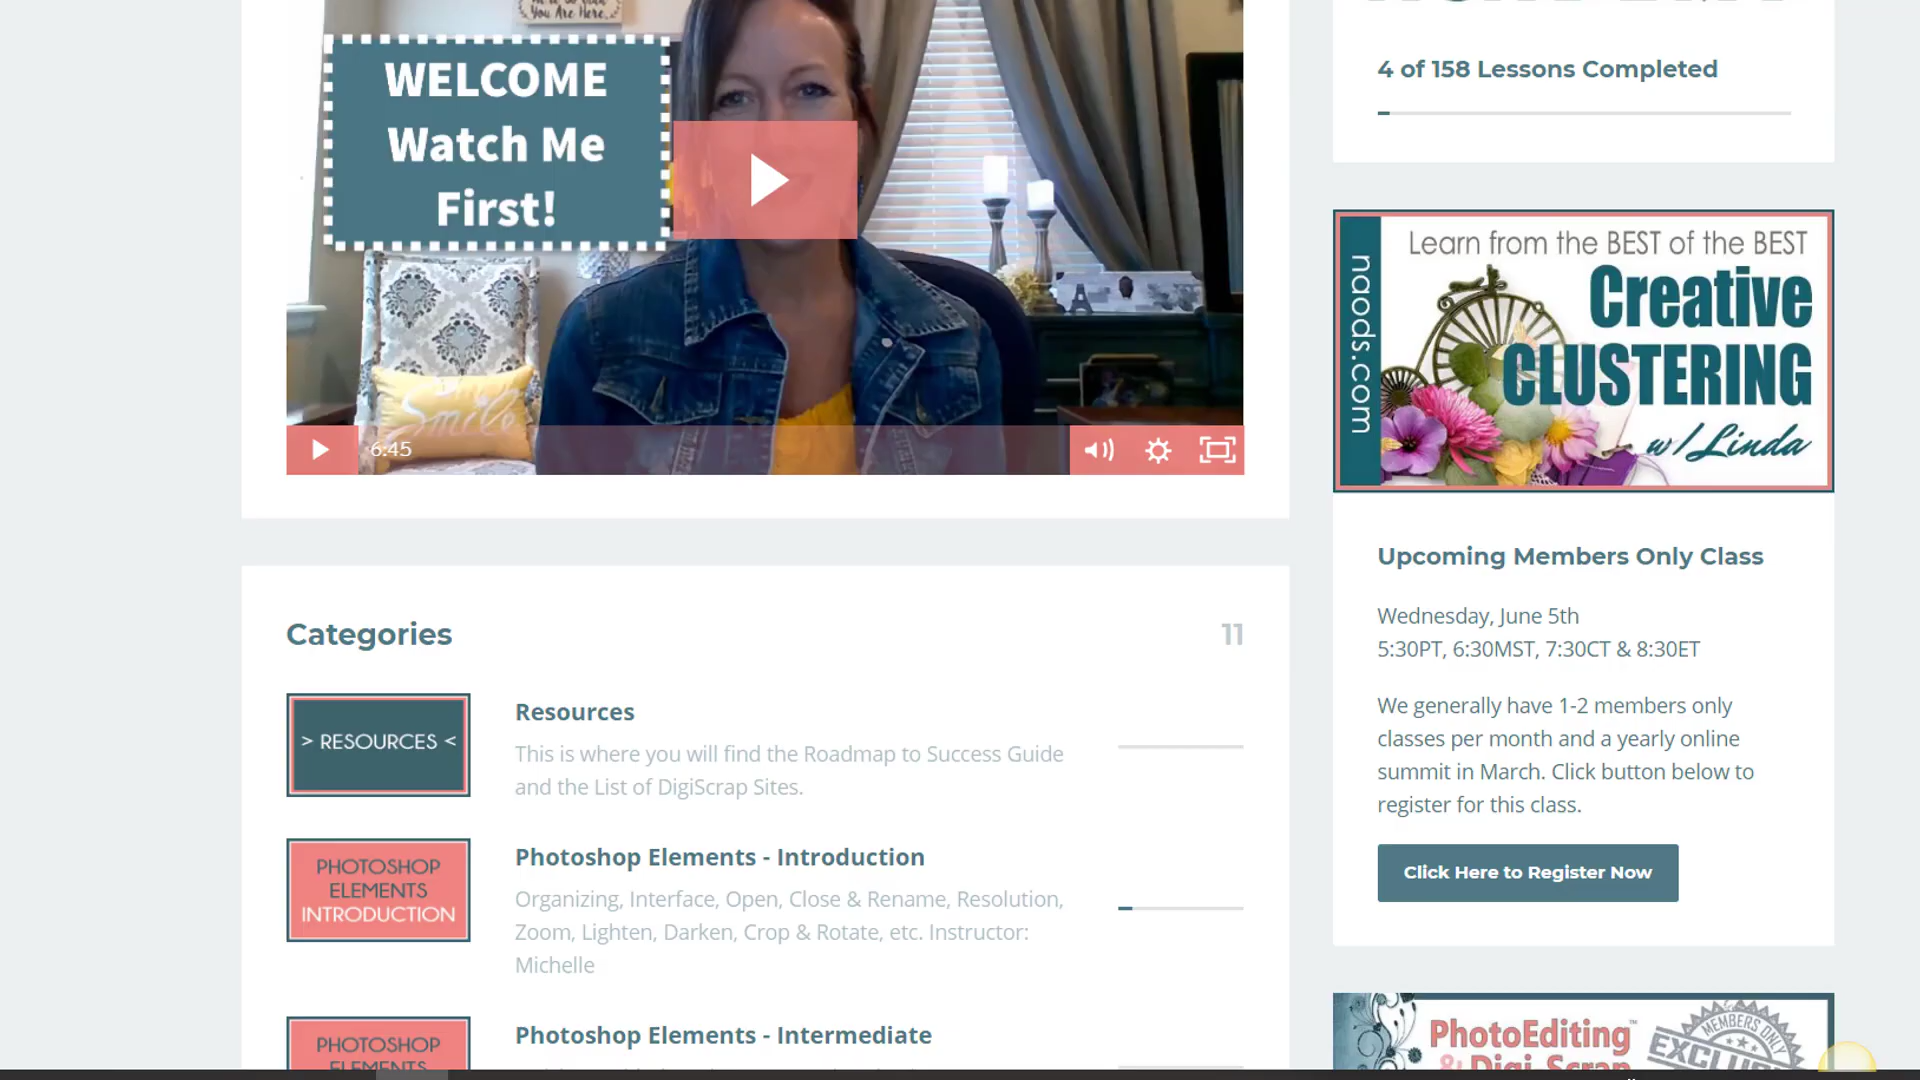 You Are Here..
WELCOME
Watch Me
First!
Smile
6:45
4 of 158 Lessons Completed
naods.com
Learn from the BEST of the BEST
Creative
CLUSTERING
w/Linda
Upcoming Members Only Class
Wednesday, June 5th
5:30PT, 6:30MST, 7:30CT & 8:30ET
We generally have 1-2 members only
classes per month and a yearly online
summit in March. Click button below to
register for this class.
Click Here to Register Now
PhotoEditing™
& Digi-Scrap
MEMBERS ONLY
Categories
11
> RESOURCES <
Resources
This is where you will find the Roadmap to Success Guide
and the List of DigiScrap Sites.
PHOTOSHOP
ELEMENTS
INTRODUCTION
Photoshop Elements - Introduction
Organizing, Interface, Open, Close & Rename, Resolution,
Zoom, Lighten, Darken, Crop & Rotate, etc. Instructor:
Michelle
PHOTOSHOP
ELEMENTS
Photoshop Elements - Intermediate